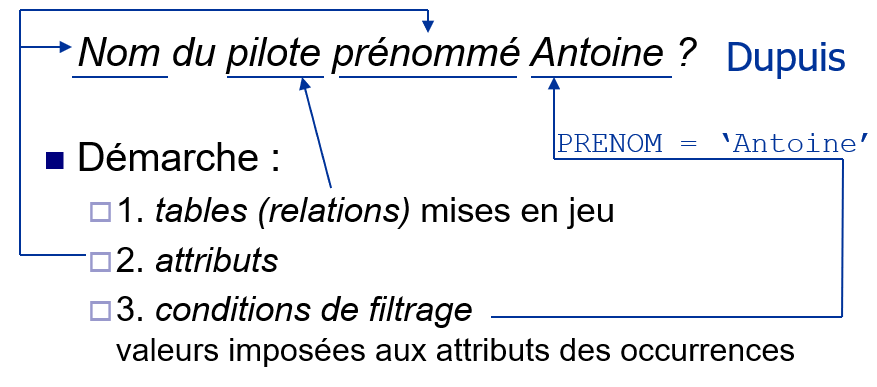 Nom du pilote prénommé Antoine ? Dupuis
PRENOM = ‘Antoine’
Démarche :
1. tables (relations) mises en jeu
2. attributs
3. conditions de filtrage
valeurs imposées aux attributs des occurrences